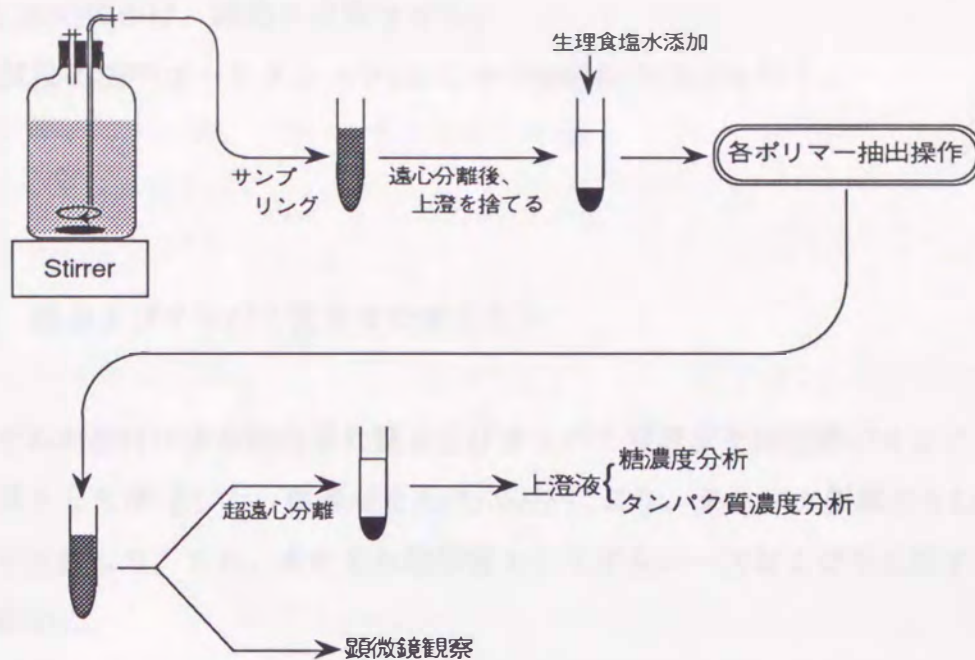 生理食塩水添加
サンプ
リング
遠心分離後、
上澄を捨てる
各ポリマー抽出操作
Stirrer
超遠心分離
上澄液
糖濃度分析
タンパク質濃度分析
顕微鏡観察